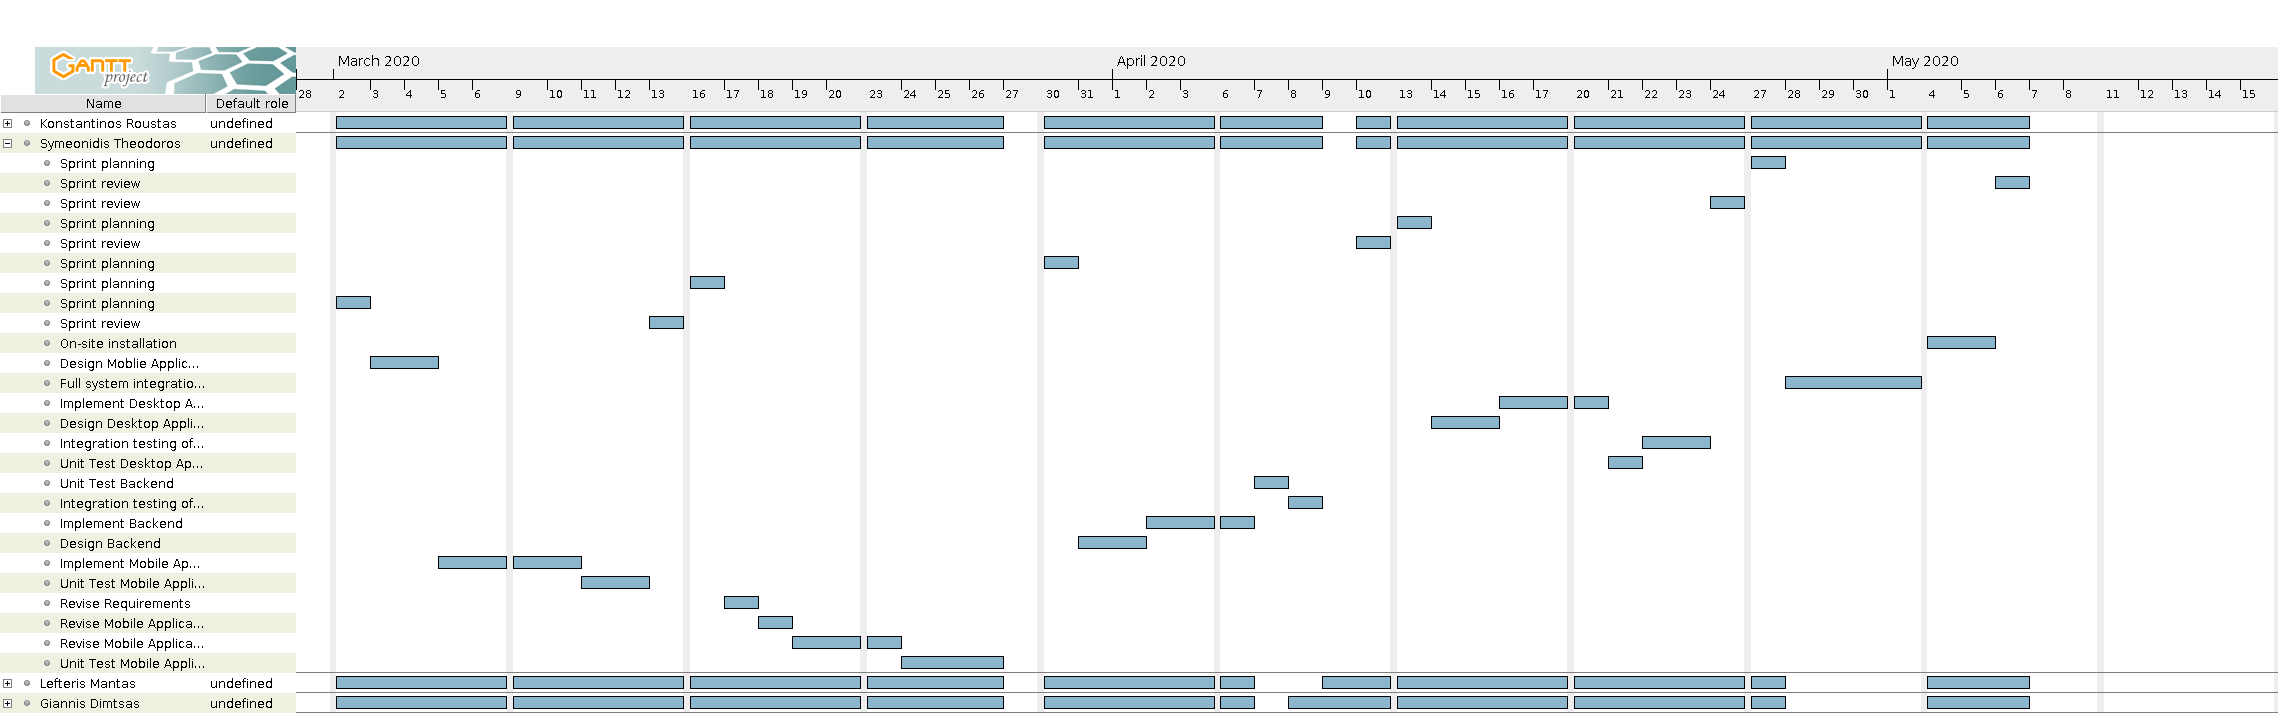 March 2020 April 2020 May 2020
GANTT
project
28 2 3 4 5 6 9 10 11 12 13 16 17 18 19 20 23 24 25 26 27 30 31 1 2 3 6 7 8 9 10 13 14 15 16 17 20 21 22 23 24 27 28 29 30 1 4 5 6 7 8 11 12 13 14 15
Name Default role
Konstantinos Roustas undefined
Symeonidis Theodoros undefined
Sprint planning
Sprint review
Sprint review
Sprint planning
Sprint review
Sprint planning
Sprint planning
Sprint planning
Sprint review
On-site installation
Design Moblie Applic...
Full system integratio...
Implement Desktop A...
Design Desktop Appli...
Integration testing of...
Unit Test Desktop Ap...
Unit Test Backend
Integration testing of...
Implement Backend
Design Backend
Implement Mobile Ap...
Unit Test Mobile Appli...
Revise Requirements
Revise Mobile Applica...
Revise Mobile Applica...
Unit Test Mobile Appli...
Lefteris Mantas undefined
Giannis Dimtsas undefined